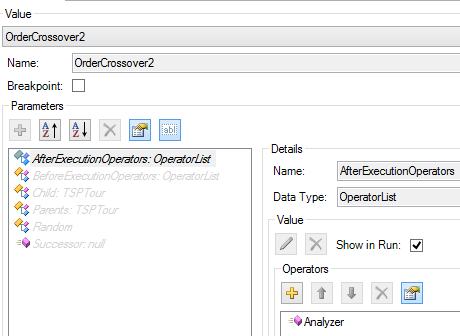 Value
OrderCrossover2
Name: OrderCrossover2
Breakpoint:
Parameters
AfterExecutionOperators: OperatorList
BeforeExecutionOperators: OperatorList
Child: TSPTour
Parents: TSPTour
Random
Successor: null
Details
Name: AfterExecutionOperators
Data Type: OperatorList
Value
Show in Run:
Operators
Analyzer